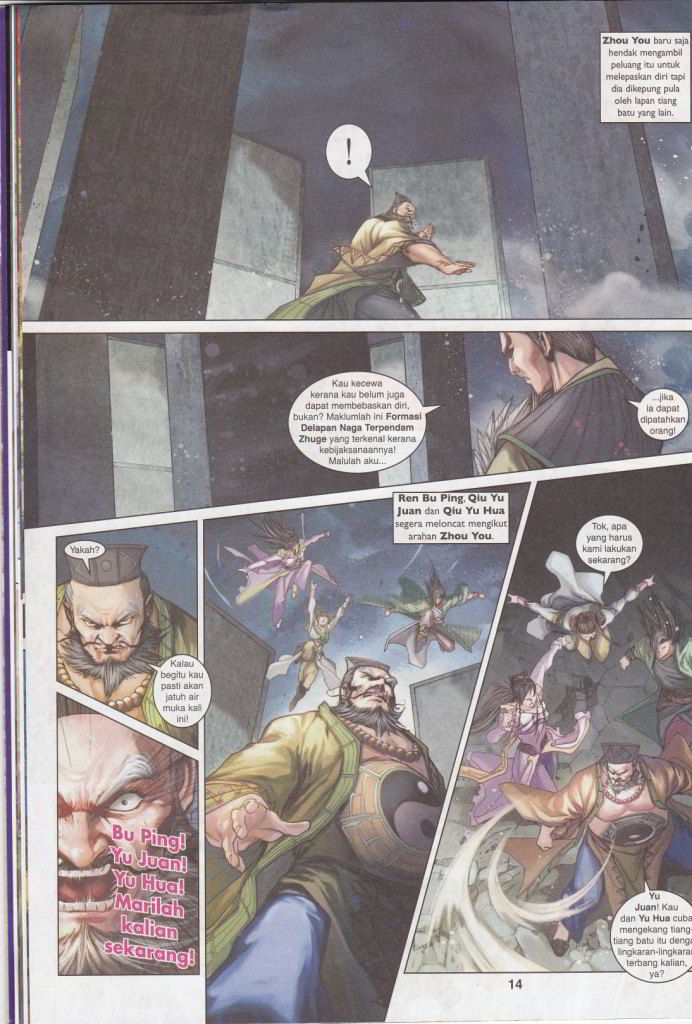 Zhou You baru saja
hendak mengambil
peluang itu untuk
melepaskan diri tapi
dia dikepung pula
oleh lapan tiang
batu yang lain.
!
Kau kecewa
kerana kau belum juga
dapat membebaskan diri,
bukan? Maklumlah ini Formasi
Delapan Naga Terpendam
Zhuge yang terkenal kerana
kebijaksanaannya!
Malulah aku...
...jika
ia dapat
dipatahkan
orang!
Yakah?
Kalau
begitu kau
pasti akan
jatuh air
muka kali
ini!
Bu Ping!
Yu Juan!
Yu Hua!
Marilah
kalian
sekarang!
Ren Bu Ping, Qiu Yu
Juan dan Qiu Yu Hua
segera meloncat mengikut
arahan Zhou You.
Tok, apa
yang harus
kami lakukan
sekarang?
Yu
Juan! Kau
dan Yu Hua cuba
mengekang tiang-
tiang batu itu denga
lingkaran-lingkaran
terbang kalian,
ya?
14